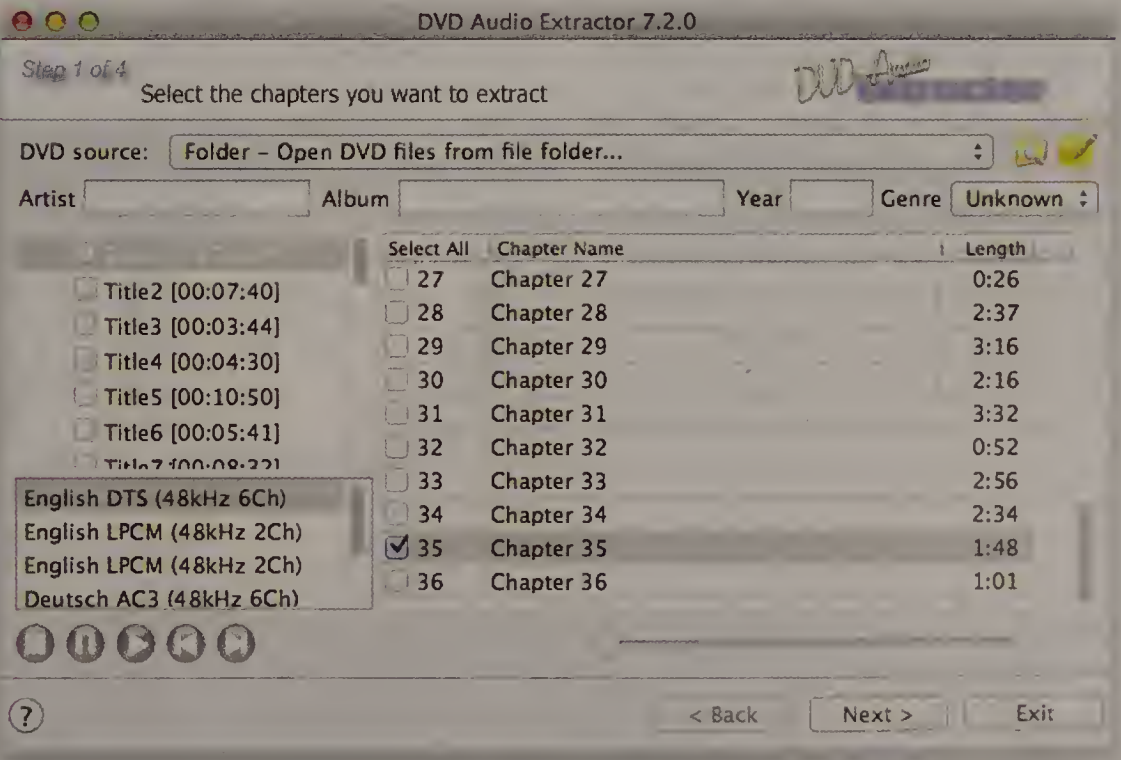 DVD Audio Extractor 7.2.0
Step 1 of 4
Select the chapters you want to extract
DVD Audio
DVD source: Folder – Open DVD files from file folder...
Artist Album Year Genre Unknown
Select All Chapter Name Length
Title2 [00:07:40]
Title3 [00:03:44]
Title4 [00:04:30]
Title5 [00:10:50]
Title6 [00:05:41]
27 Chapter 27 0:26
28 Chapter 28 2:37
29 Chapter 29 3:16
30 Chapter 30 2:16
31 Chapter 31 3:32
32 Chapter 32 0:52
33 Chapter 33 2:56
34 Chapter 34 2:34
35 Chapter 35 1:48
36 Chapter 36 1:01
English DTS (48kHz 6Ch)
English LPCM (48kHz 2Ch)
English LPCM (48kHz 2Ch)
Deutsch AC3 (48kHz 6Ch)
?
< Back Next > Exit